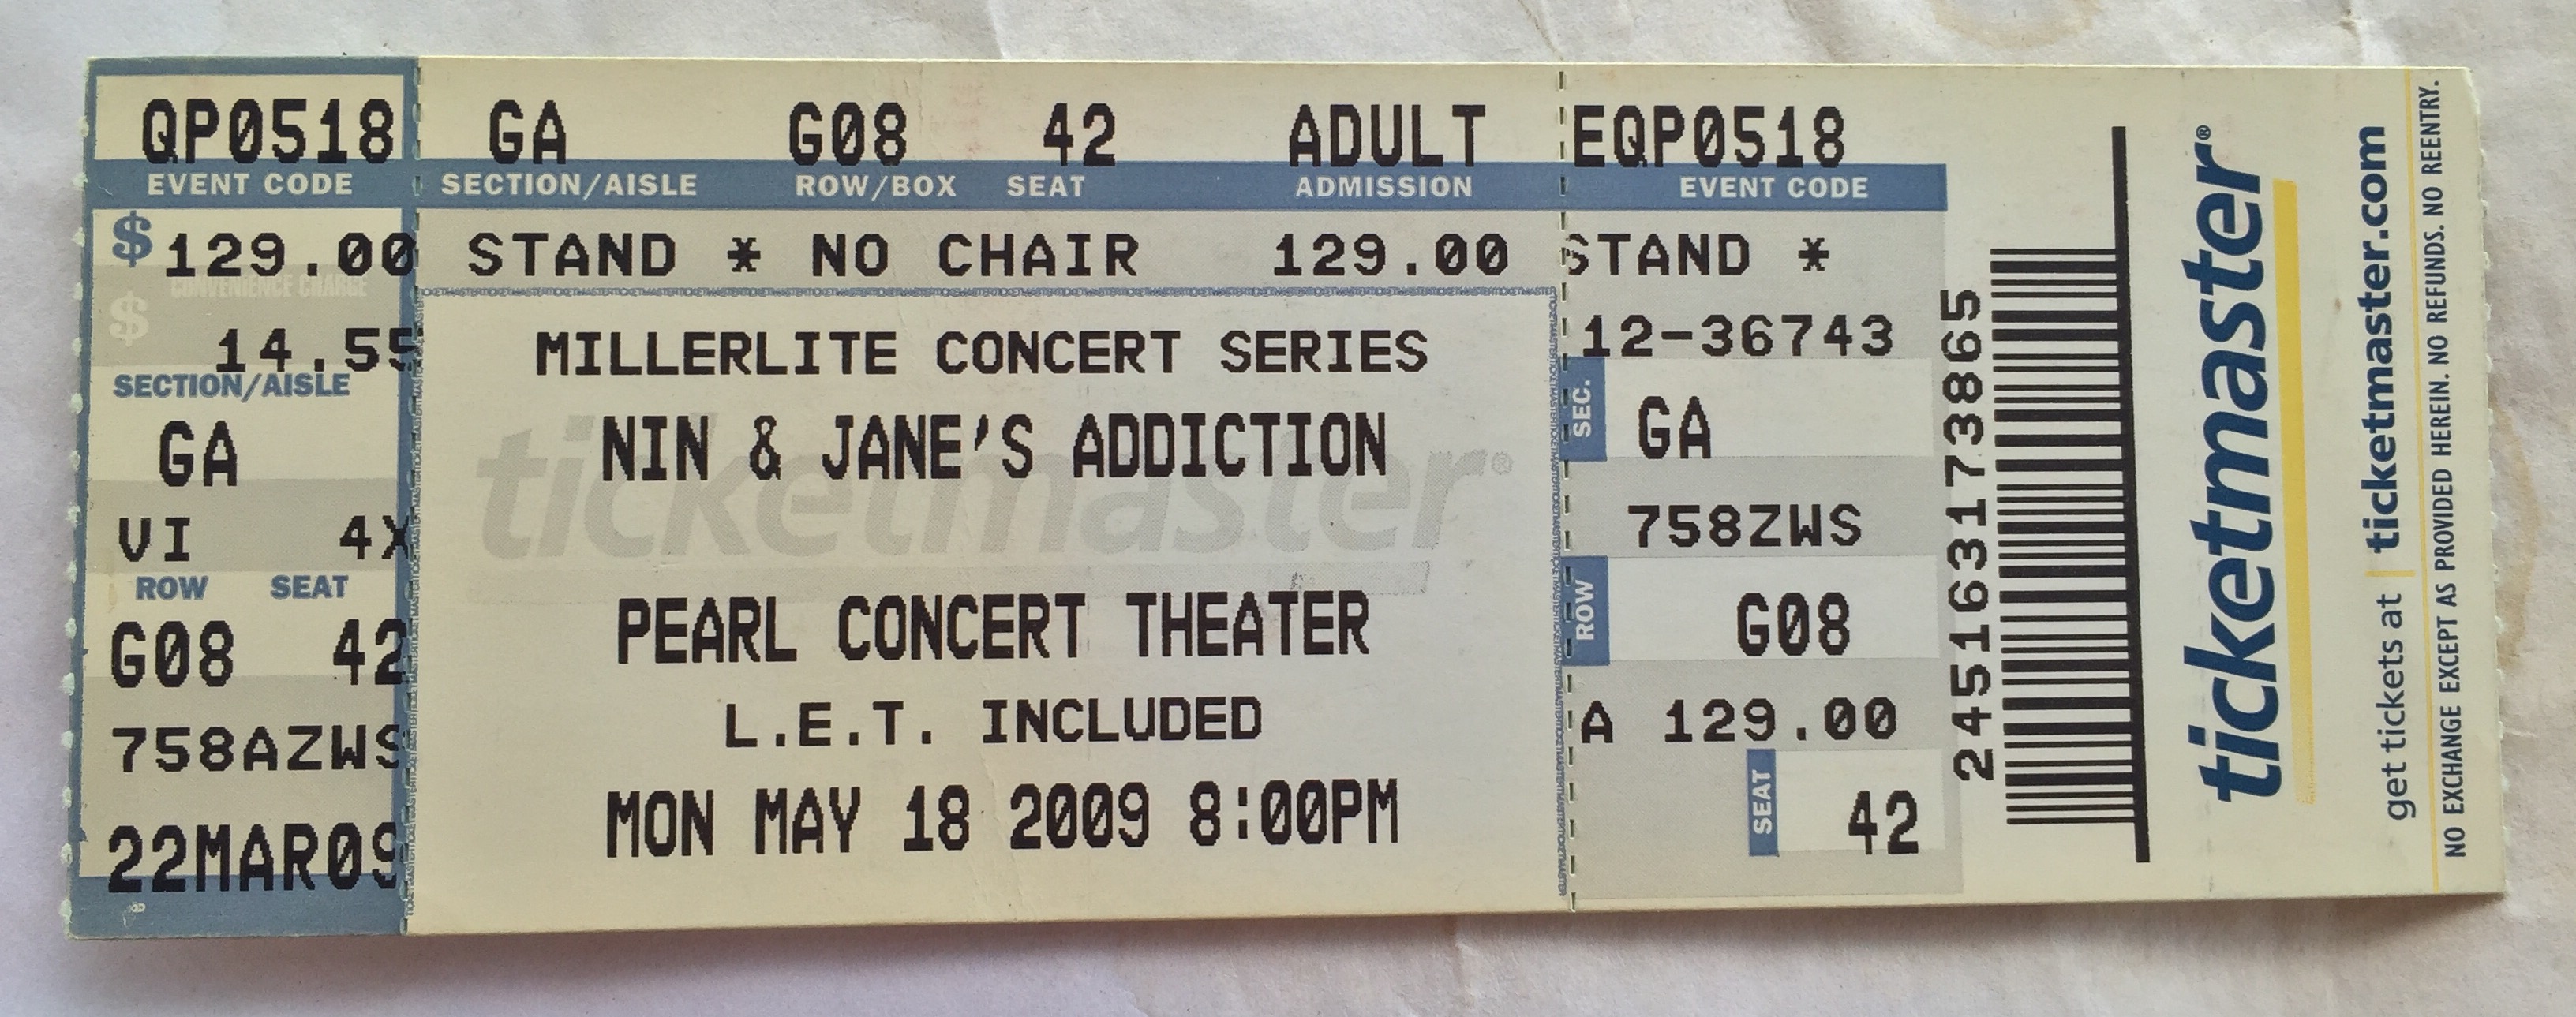 QP0518
EVENT CODE
$ 129.00
CONVENIENCE CHARGE
$
14.55
SECTION/AISLE
GA
VI 4X
ROW SEAT
G08 42
758AZWS
22MAR09
GA G08 42 ADULT
SECTION/AISLE ROW/BOX SEAT ADMISSION
STAND * NO CHAIR 129.00
MILLERLITE CONCERT SERIES
NIN & JANE'S ADDICTION
ticketmaster®
PEARL CONCERT THEATER
L.E.T. INCLUDED
MON MAY 18 2009 8:00PM
EQP0518
EVENT CODE
STAND *
12-36743
SEC. GA
758ZWS
ROW G08
A 129.00
SEAT 42
245163173865
ticketmaster®
get tickets at | ticketmaster.com
NO EXCHANGE EXCEPT AS PROVIDED HEREIN. NO REFUNDS. NO REENTRY.